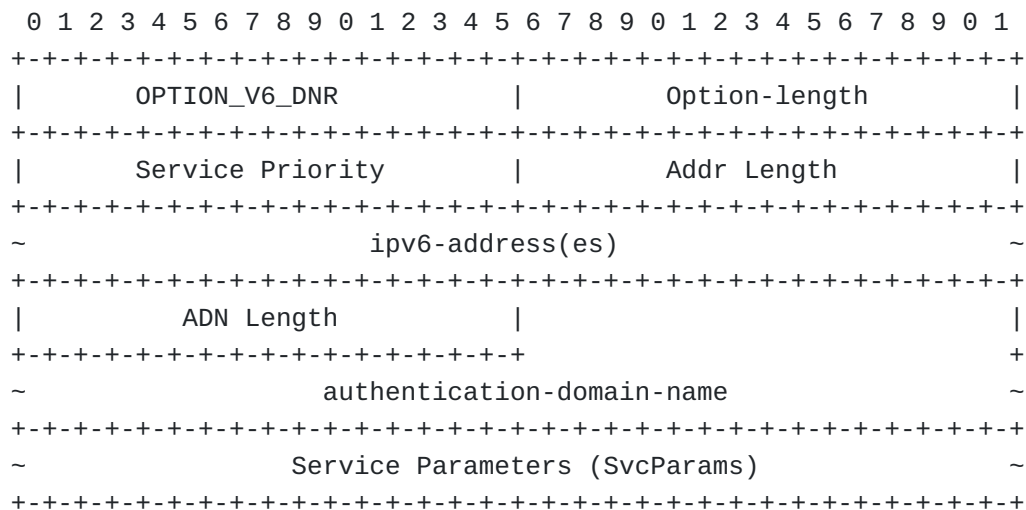 0 1 2 3 4 5 6 7 8 9 0 1 2 3 4 5 6 7 8 9 0 1 2 3 4 5 6 7 8 9 0 1
+-+-+-+-+-+-+-+-+-+-+-+-+-+-+-+-+-+-+-+-+-+-+-+-+-+-+-+-+-+-+-+-+
|       OPTION_V6_DNR           |         Option-length         |
+-+-+-+-+-+-+-+-+-+-+-+-+-+-+-+-+-+-+-+-+-+-+-+-+-+-+-+-+-+-+-+-+
|       Service Priority        |         Addr Length           |
+-+-+-+-+-+-+-+-+-+-+-+-+-+-+-+-+-+-+-+-+-+-+-+-+-+-+-+-+-+-+-+-+
~                      ipv6-address(es)                         ~
+-+-+-+-+-+-+-+-+-+-+-+-+-+-+-+-+-+-+-+-+-+-+-+-+-+-+-+-+-+-+-+-+
|          ADN Length           |                               |
+-+-+-+-+-+-+-+-+-+-+-+-+-+-+-+-+                               +
~                   authentication-domain-name                  ~
+-+-+-+-+-+-+-+-+-+-+-+-+-+-+-+-+-+-+-+-+-+-+-+-+-+-+-+-+-+-+-+-+
~                 Service Parameters (SvcParams)                ~
+-+-+-+-+-+-+-+-+-+-+-+-+-+-+-+-+-+-+-+-+-+-+-+-+-+-+-+-+-+-+-+-+